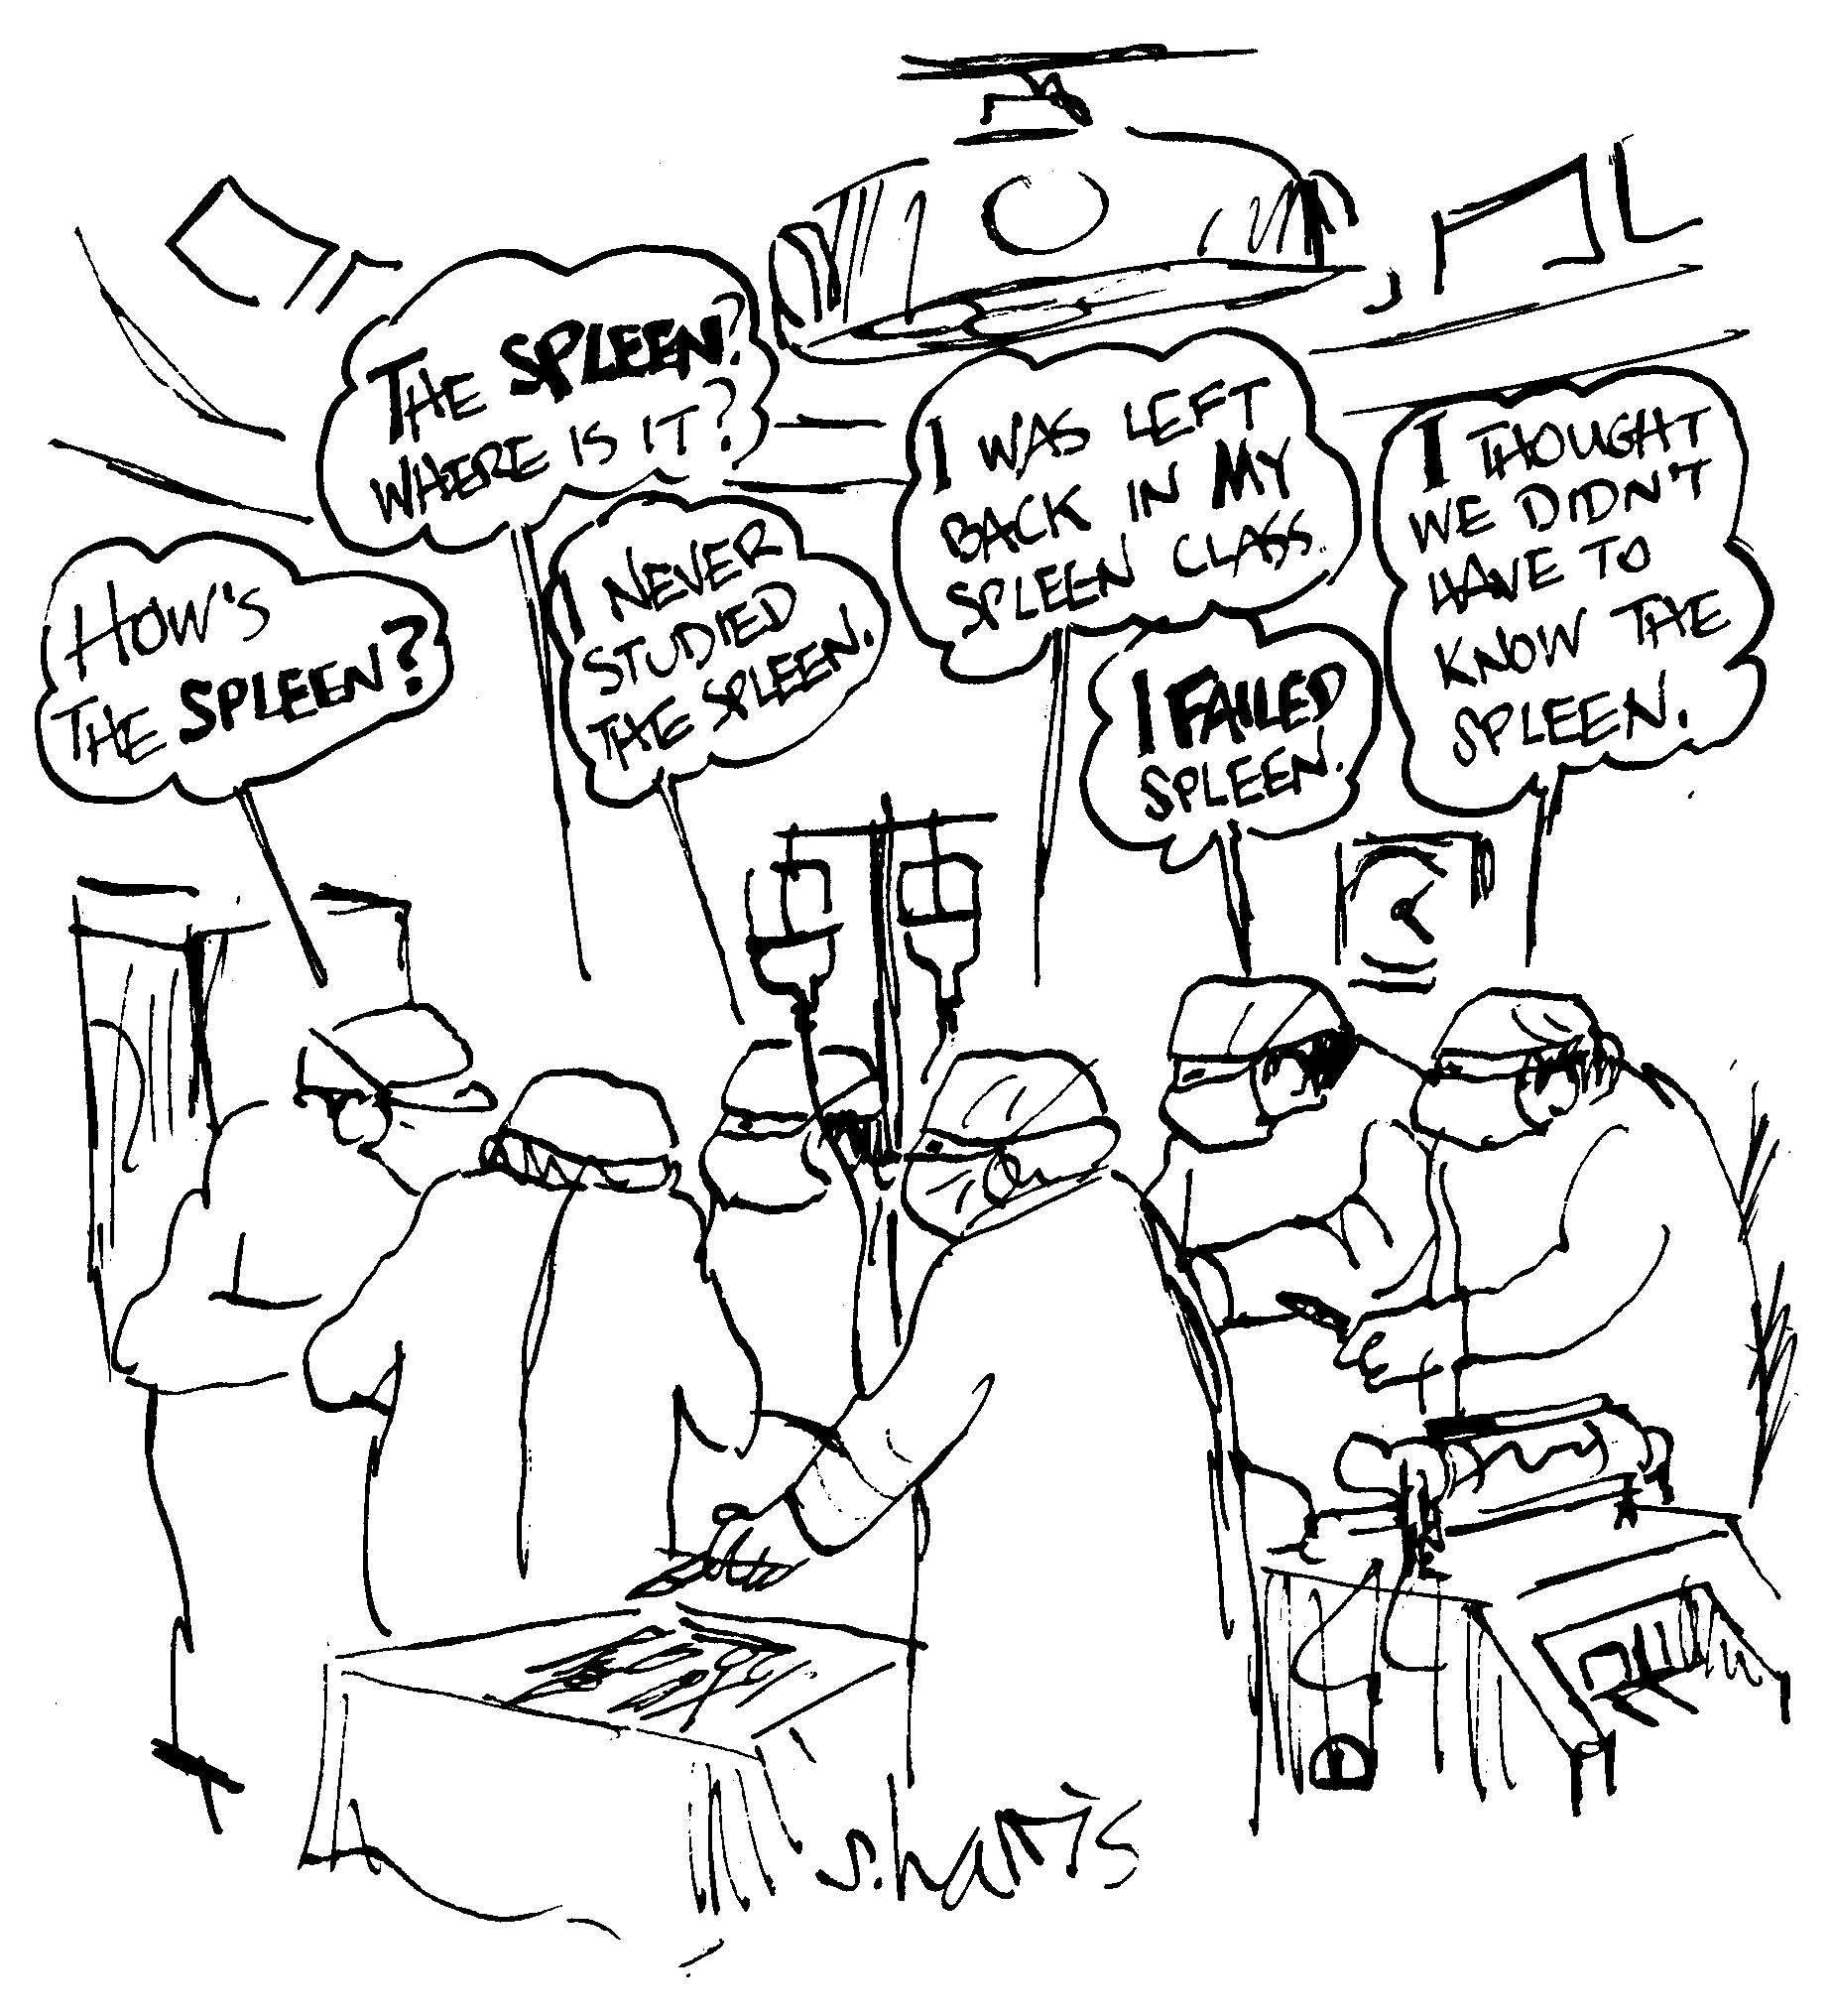 HOW'S
THE SPLEEN?
THE SPLEEN?
WHERE IS IT?
I NEVER
STUDIED
THE SPLEEN.
I WAS LEFT
BACK IN MY
SPLEEN CLASS.
I FAILED
SPLEEN.
I THOUGHT
WE DIDN'T
HAVE TO
KNOW THE
SPLEEN.
S. harris